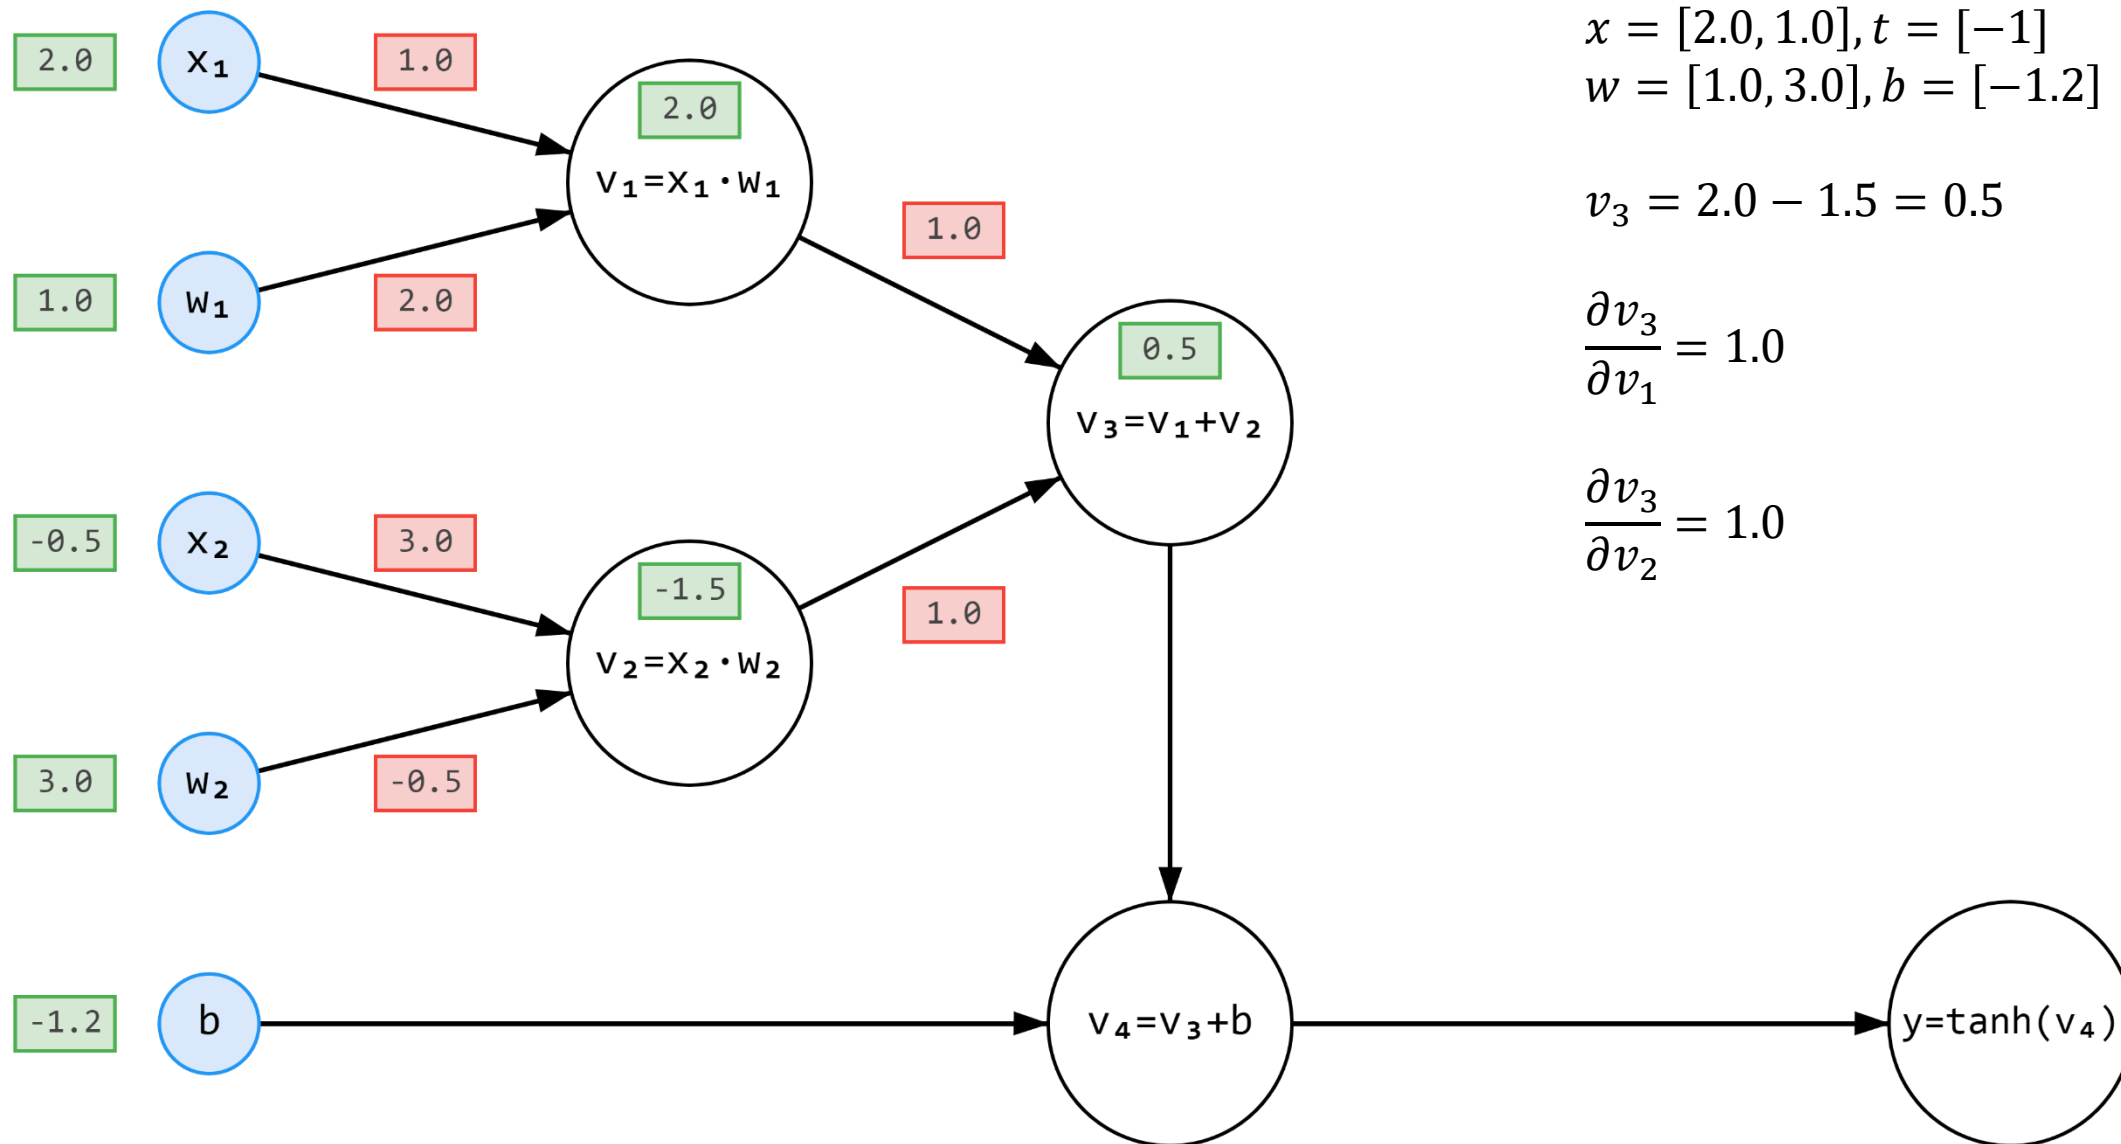 2.0
x₁
1.0
2.0
v₁=x₁·w₁
1.0
w₁
2.0
1.0
-0.5
x₂
3.0
-1.5
v₂=x₂·w₂
3.0
w₂
-0.5
1.0
0.5
v₃=v₁+v₂
-1.2
b
v₄=v₃+b
y=tanh(v₄)
x = [2.0, 1.0], t = [−1]
w = [1.0, 3.0], b = [−1.2]
v₃ = 2.0 − 1.5 = 0.5
∂v₃/∂v₁ = 1.0
∂v₃/∂v₂ = 1.0